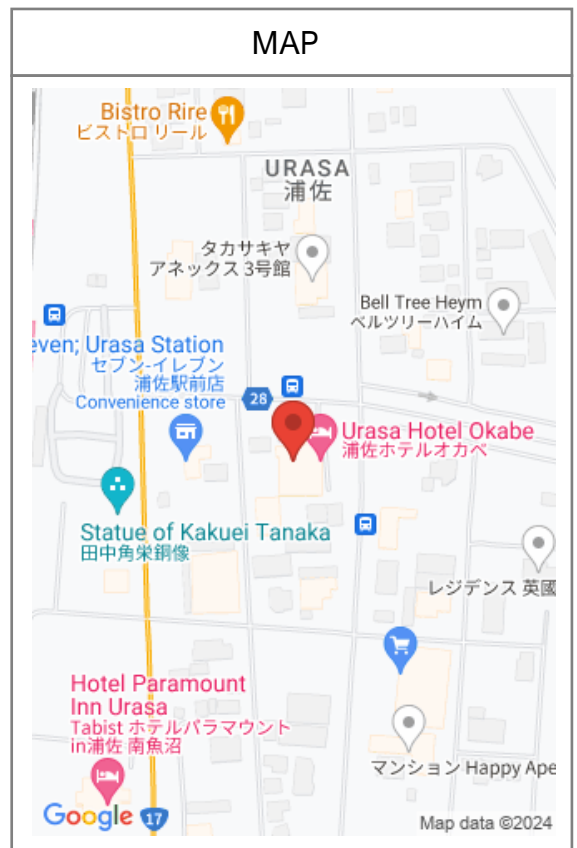 MAP
Bistro Rire
ビストロ リール
URASA
浦佐
タカサキヤ
アネックス 3号館
Bell Tree Heym
ベルツリーハイム
even; Urasa Station
セブン-イレブン
浦佐駅前店
Convenience store
28
Urasa Hotel Okabe
浦佐ホテルオカベ
Statue of Kakuei Tanaka
田中角栄銅像
レジデンス 英國
Hotel Paramount
Inn Urasa
Tabist ホテルパラマウント
in浦佐 南魚沼
マンション Happy Ape
Google
17
Map data ©2024